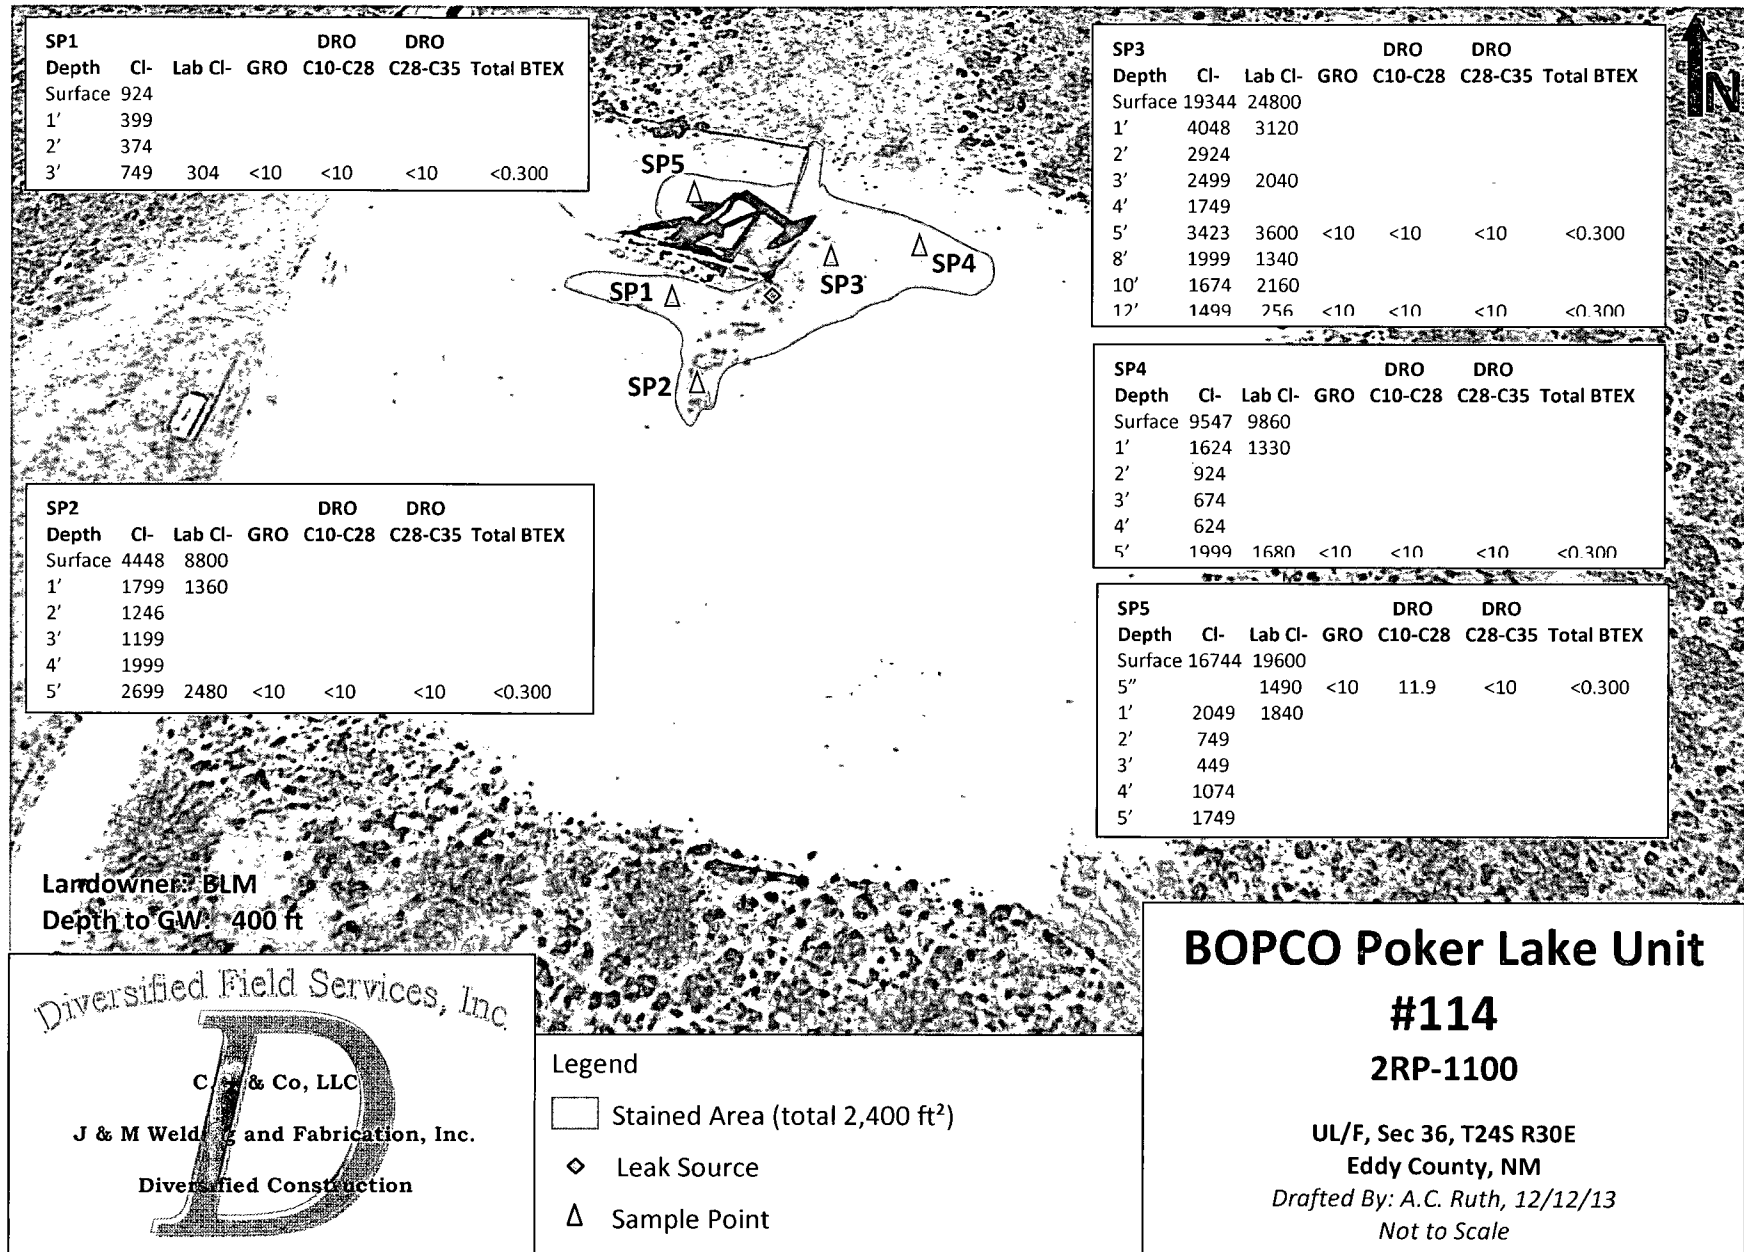 SP1 DRO DRO
Depth Cl- Lab Cl- GRO C10-C28 C28-C35 Total BTEX
Surface 924
1' 399
2' 374
3' 749 304 <10 <10 <10 <0.300
SP3 DRO DRO
Depth Cl- Lab Cl- GRO C10-C28 C28-C35 Total BTEX
Surface 19344 24800
1' 4048 3120
2' 2924
3' 2499 2040
4' 1749
5' 3423 3600 <10 <10 <10 <0.300
8' 1999 1340
10' 1674 2160
12' 1499 256 <10 <10 <10 <0.300
N
SP5
SP4
SP3
SP1
SP2
SP4 DRO DRO
Depth Cl- Lab Cl- GRO C10-C28 C28-C35 Total BTEX
Surface 9547 9860
1' 1624 1330
2' 924
3' 674
4' 624
5' 1999 1680 <10 <10 <10 <0.300
SP2 DRO DRO
Depth Cl- Lab Cl- GRO C10-C28 C28-C35 Total BTEX
Surface 4448 8800
1' 1799 1360
2' 1246
3' 1199
4' 1999
5' 2699 2480 <10 <10 <10 <0.300
SP5 DRO DRO
Depth Cl- Lab Cl- GRO C10-C28 C28-C35 Total BTEX
Surface 16744 19600
5" 1490 <10 11.9 <10 <0.300
1' 2049 1840
2' 749
3' 449
4' 1074
5' 1749
Landowner: BLM
Depth to GW: 400 ft
Diversified Field Services, Inc
& Co, LLC
J & M Welding and Fabrication, Inc.
Diversified Construction
Legend
Stained Area (total 2,400 ft²)
Leak Source
Sample Point
BOPCO Poker Lake Unit
#114
2RP-1100
UL/F, Sec 36, T24S R30E
Eddy County, NM
Drafted By: A.C. Ruth, 12/12/13
Not to Scale